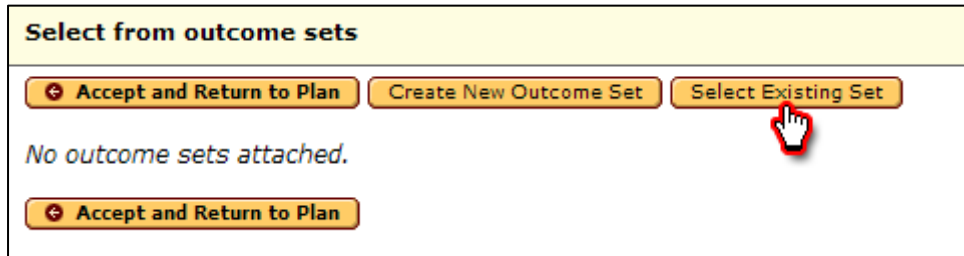 Select from outcome sets
Accept and Return to Plan Create New Outcome Set Select Existing Set
No outcome sets attached.
Accept and Return to Plan